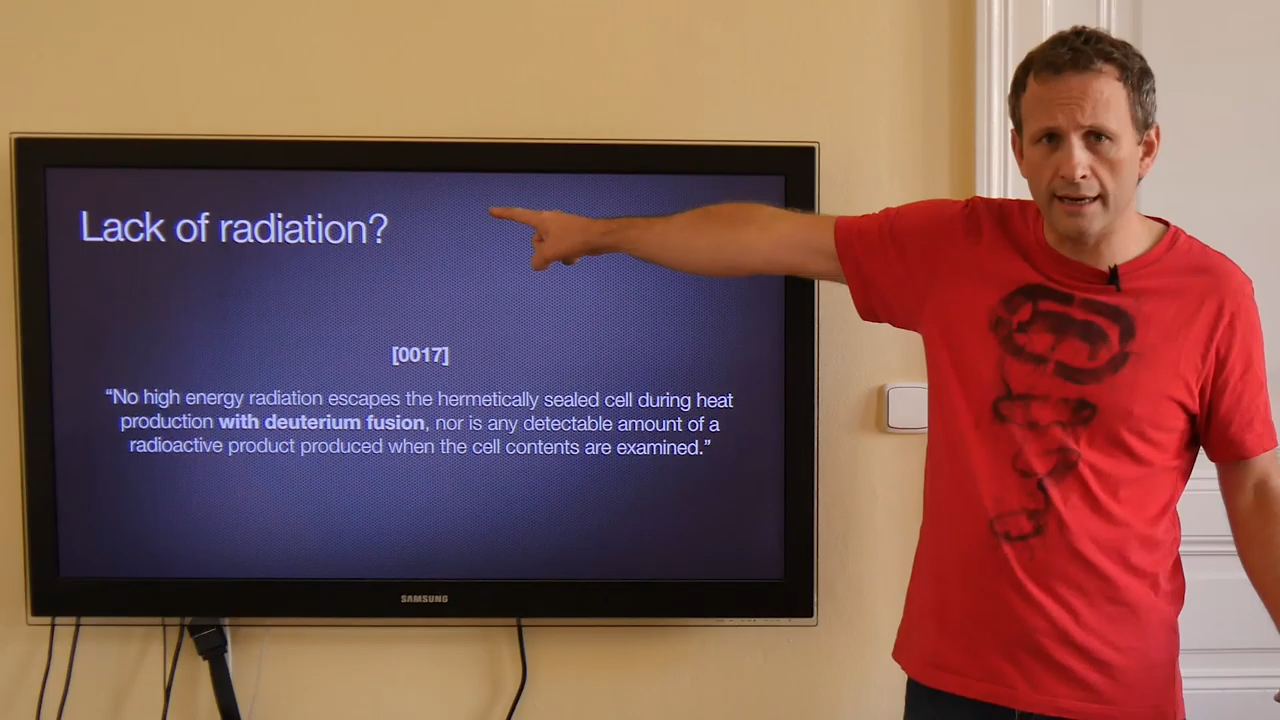 Lack of radiation?
[0017]
“No high energy radiation escapes the hermetically sealed cell during heat
production with deuterium fusion, nor is any detectable amount of a
radioactive product produced when the cell contents are examined.”
SAMSUNG